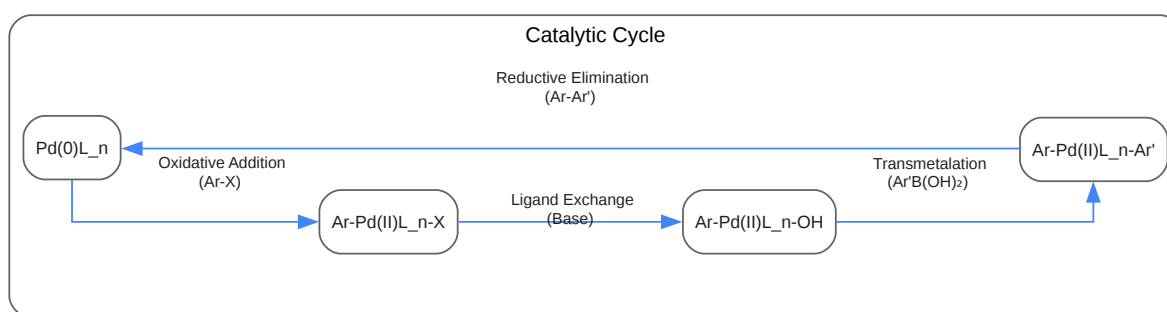 Catalytic Cycle
Reductive Elimination
(Ar-Ar')
Pd(0)L_n
Ar-Pd(II)L_n-Ar'
Oxidative Addition
(Ar-X)
Transmetalation
(Ar'B(OH)₂)
Ar-Pd(II)L_n-X
Ligand Exchange
(Base)
Ar-Pd(II)L_n-OH